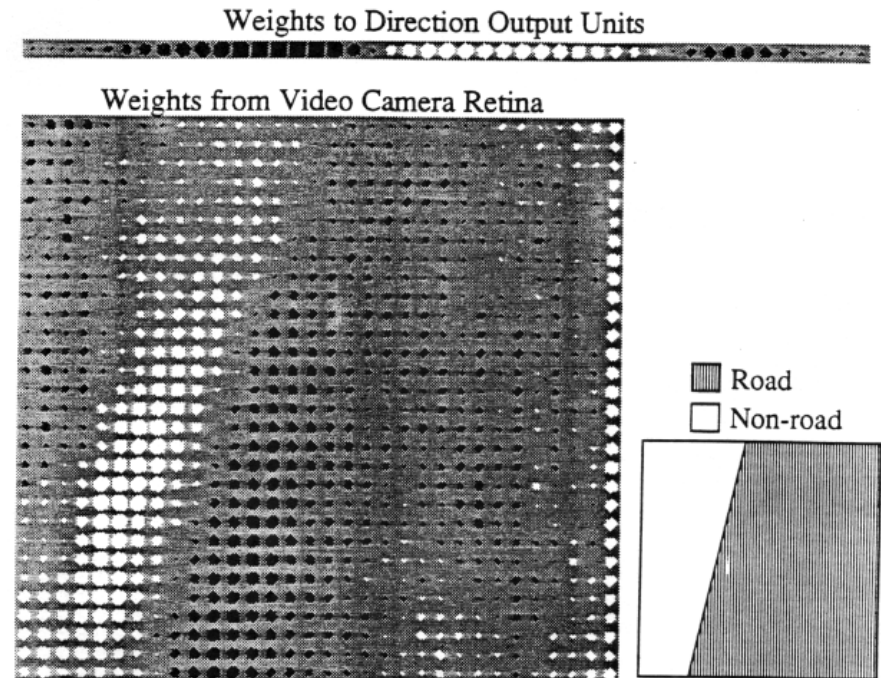 Weights to Direction Output Units
Weights from Video Camera Retina
Road
Non-road